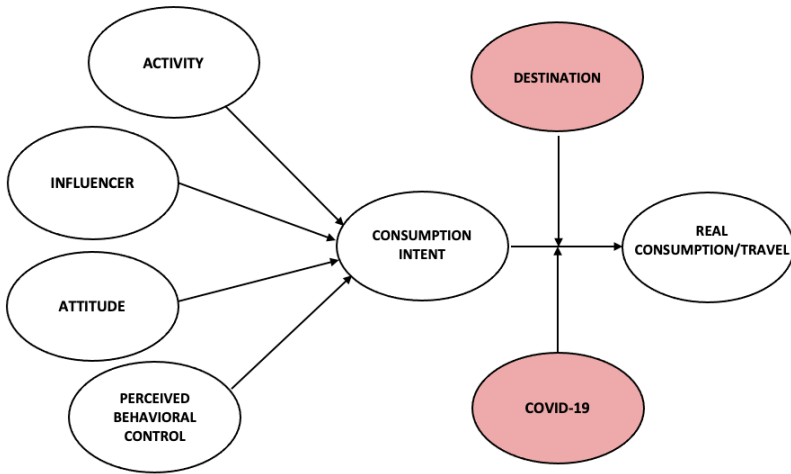 ACTIVITY
INFLUENCER
ATTITUDE
PERCEIVED
BEHAVIORAL
CONTROL
CONSUMPTION
INTENT
DESTINATION
COVID-19
REAL
CONSUMPTION/TRAVEL